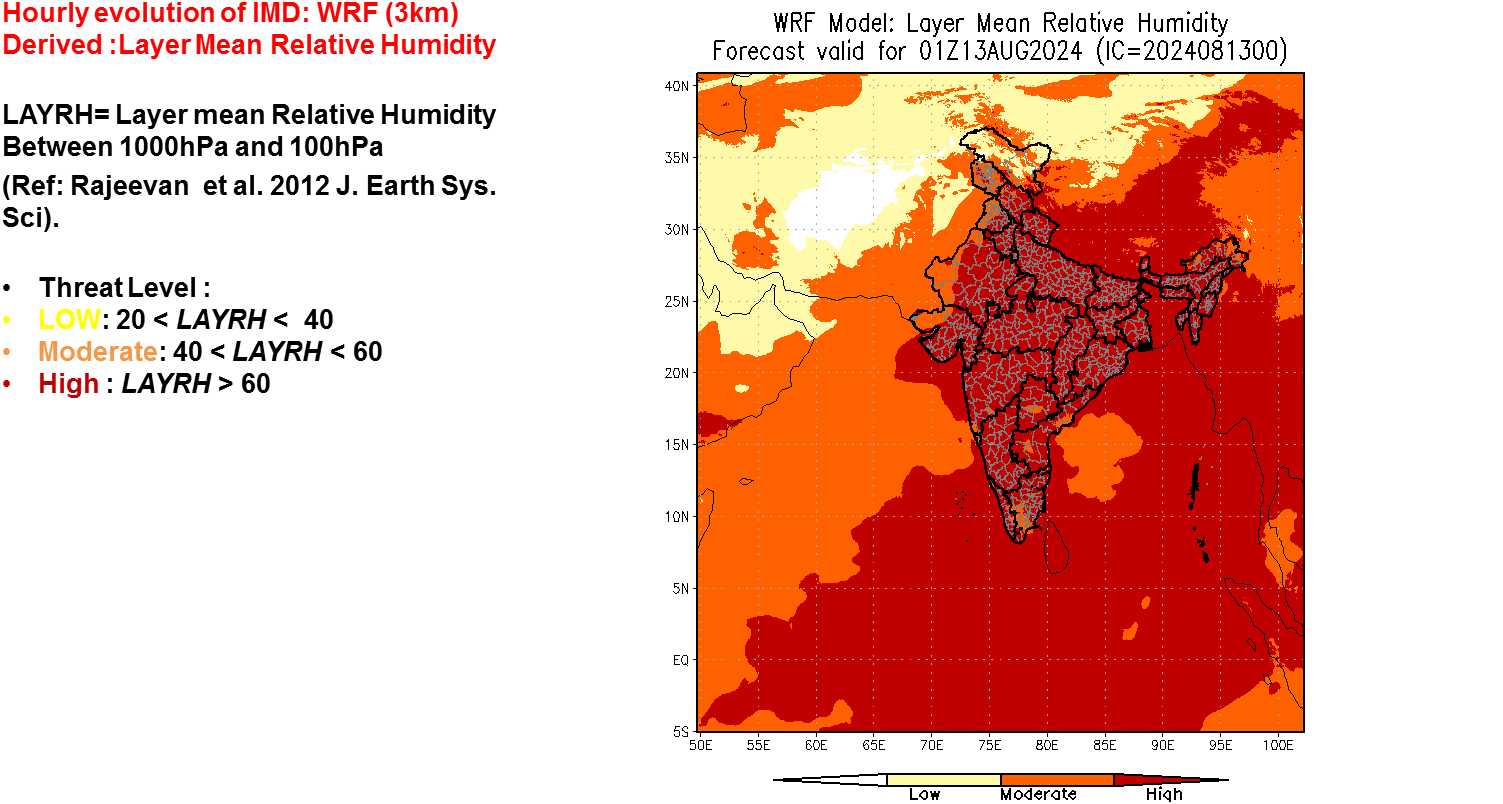 Hourly evolution of IMD: WRF (3km)
Derived :Layer Mean Relative Humidity
LAYRH= Layer mean Relative Humidity
Between 1000hPa and 100hPa
(Ref: Rajeevan et al. 2012 J. Earth Sys.
Sci).
• Threat Level :
• LOW: 20 < LAYRH < 40
• Moderate: 40 < LAYRH < 60
• High : LAYRH > 60
WRF Model: Layer Mean Relative Humidity
Forecast valid for 01Z13AUG2024 (IC=2024081300)
40N
35N
30N
25N
20N
15N
10N
5N
EQ
5S
50E 55E 60E 65E 70E 75E 80E 85E 90E 95E 100E
Low Moderate High